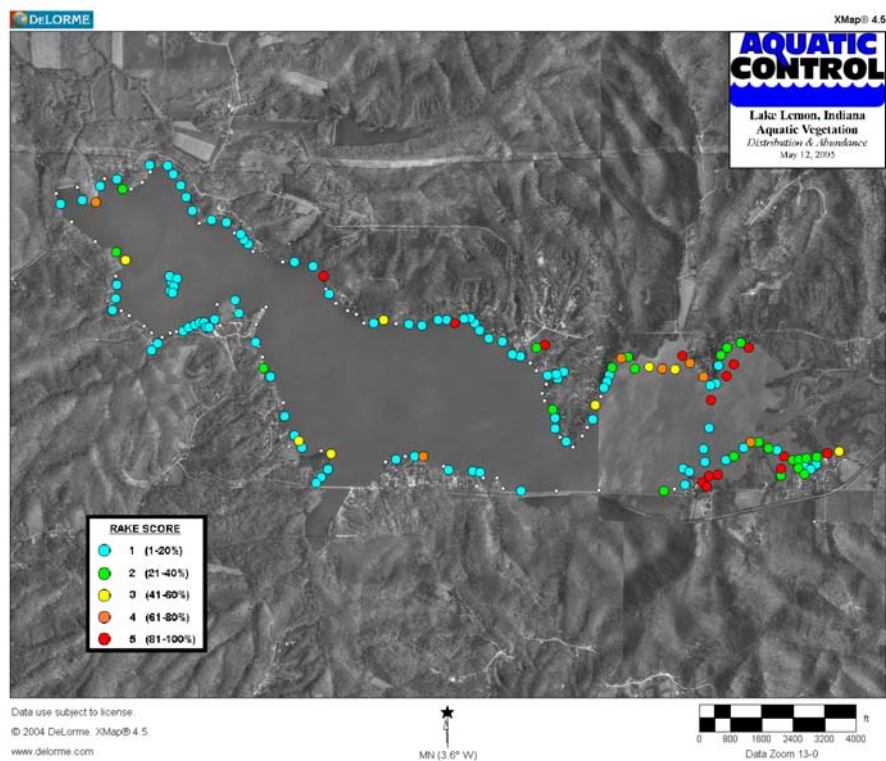 DELORME
XMap® 4.5
AQUATIC
CONTROL
Lake Lemon, Indiana
Aquatic Vegetation
Distribution & Abundance
May 12, 2005
RAKE SCORE
1 (1-20%)
2 (21-40%)
3 (41-60%)
4 (61-80%)
5 (81-100%)
Data use subject to license.
© 2004 DeLorme. XMap® 4.5.
www.delorme.com
MN (3.6° W)
ft
0 800 1600 2400 3200 4000
Data Zoom 13-0